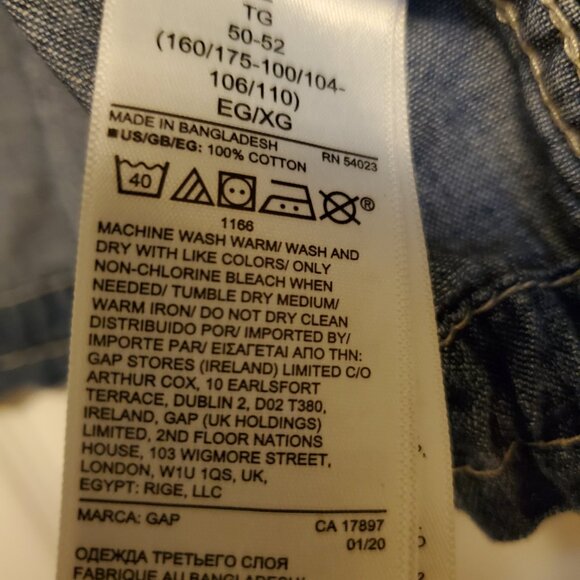 TG
50-52
(160/175-100/104-
106/110)
EG/XG
MADE IN BANGLADESH
RN 54023
■US/GB/EG: 100% COTTON
40
®
1166
MACHINE WASH WARM/ WASH AND
DRY WITH LIKE COLORS/ ONLY
NON-CHLORINE BLEACH WHEN
NEEDED/ TUMBLE DRY MEDIUM/
WARM IRON/ DO NOT DRY CLEAN
DISTRIBUIDO POR/ IMPORTED BY/
IMPORTE PAR/ ΕΙΣΑΓΕΤΑΙ ΑΠΟ ΤΗΝ:
GAP STORES (IRELAND) LIMITED C/O
ARTHUR COX, 10 EARLSFORT
TERRACE, DUBLIN 2, D02 T380,
IRELAND, GAP (UK HOLDINGS)
LIMITED, 2ND FLOOR NATIONS
HOUSE, 103 WIGMORE STREET,
LONDON, W1U 1QS, UK,
EGYPT: RIGE, LLC
MARCA: GAP
CA 17897
01/20
ОДЕЖДА ТРЕТЬЕГО СЛОЯ
FABRIQUE AU BANGLADESH/